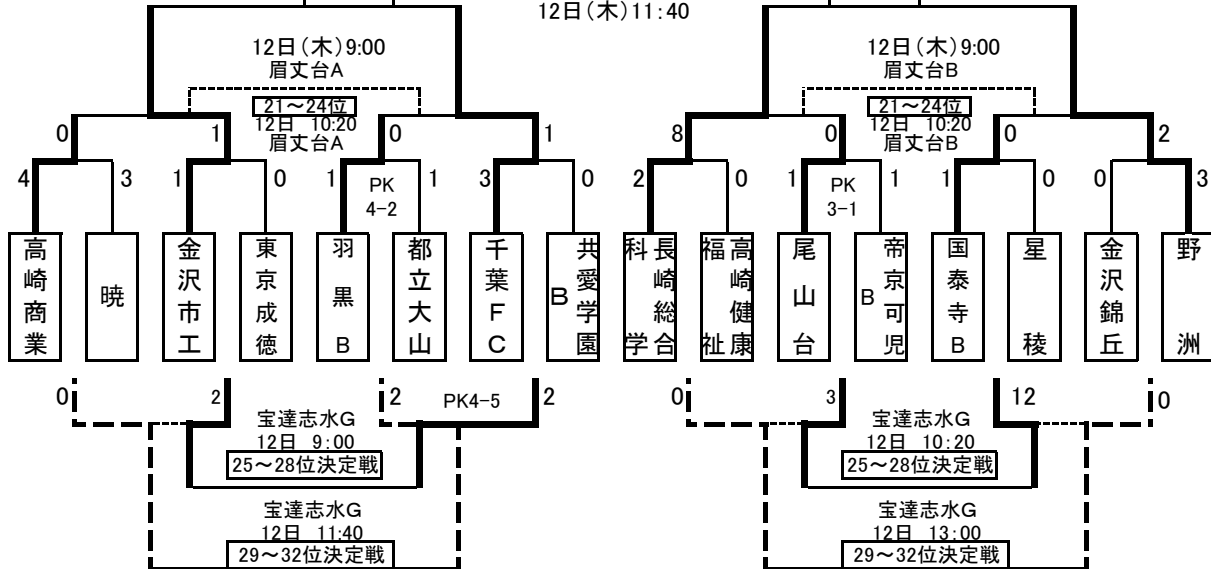 12日(木)11:40
12日(木)9:00
眉丈台A
12日(木)9:00
眉丈台B
21~24位
12日 10:20
眉丈台A
21~24位
12日 10:20
眉丈台B
0
1
0
1
8
0
0
2
4
3
1
0
1
PK
4-2
1
3
0
2
0
1
PK
3-1
1
1
0
0
3
高崎商業
暁
金沢市工
東京成徳
羽黒B
都立大山
千葉FC
共愛学園B
長崎総合科学
高崎健康福祉
尾山台
帝京可児B
国泰寺B
星稜
金沢錦丘
野洲
0
2
2
PK4-5
2
0
3
12
0
宝達志水G
12日 9:00
25~28位決定戦
宝達志水G
12日 10:20
25~28位決定戦
宝達志水G
12日 11:40
29~32位決定戦
宝達志水G
12日 13:00
29~32位決定戦